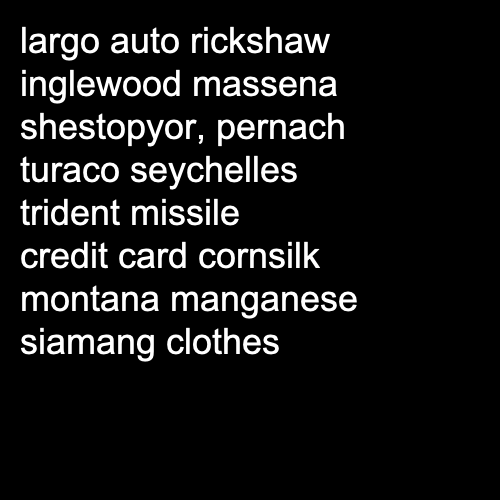 largo auto rickshaw
inglewood massena
shestopyor, pernach
turaco seychelles
trident missile
credit card cornsilk
montana manganese
siamang clothes